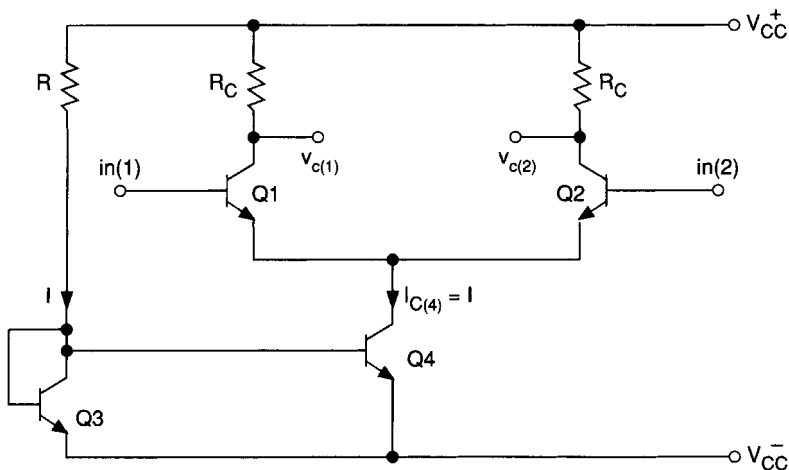 V_CC^+
R
R_C
R_C
v_c(1)
v_c(2)
in(1)
in(2)
Q1
Q2
I
I_C(4) = I
Q4
Q3
V_CC^−